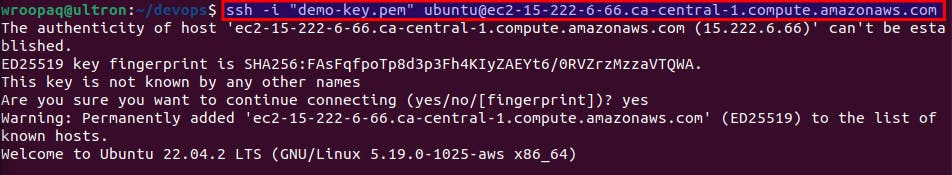 wroopaq@ultron:~/devops$ ssh -i "demo-key.pem" ubuntu@ec2-15-222-6-66.ca-central-1.compute.amazonaws.com
The authenticity of host 'ec2-15-222-6-66.ca-central-1.compute.amazonaws.com (15.222.6.66)' can't be esta
blished.
ED25519 key fingerprint is SHA256:FAsFqfpoTp8d3p3Fh4KIyZAEYt6/0RVZrzMzzaVTQWA.
This key is not known by any other names
Are you sure you want to continue connecting (yes/no/[fingerprint])? yes
Warning: Permanently added 'ec2-15-222-6-66.ca-central-1.compute.amazonaws.com' (ED25519) to the list of
known hosts.
Welcome to Ubuntu 22.04.2 LTS (GNU/Linux 5.19.0-1025-aws x86_64)